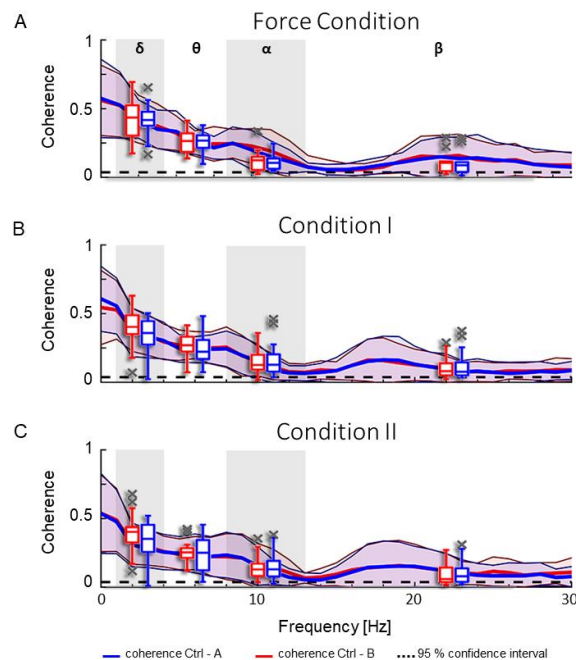 A
Force Condition
δ
θ
α
β
1
0.5
0
Coherence
B
Condition I
1
0.5
0
Coherence
C
Condition II
1
0.5
0
Coherence
0
10
20
30
Frequency [Hz]
coherence Ctrl - A
coherence Ctrl - B
95 % confidence interval